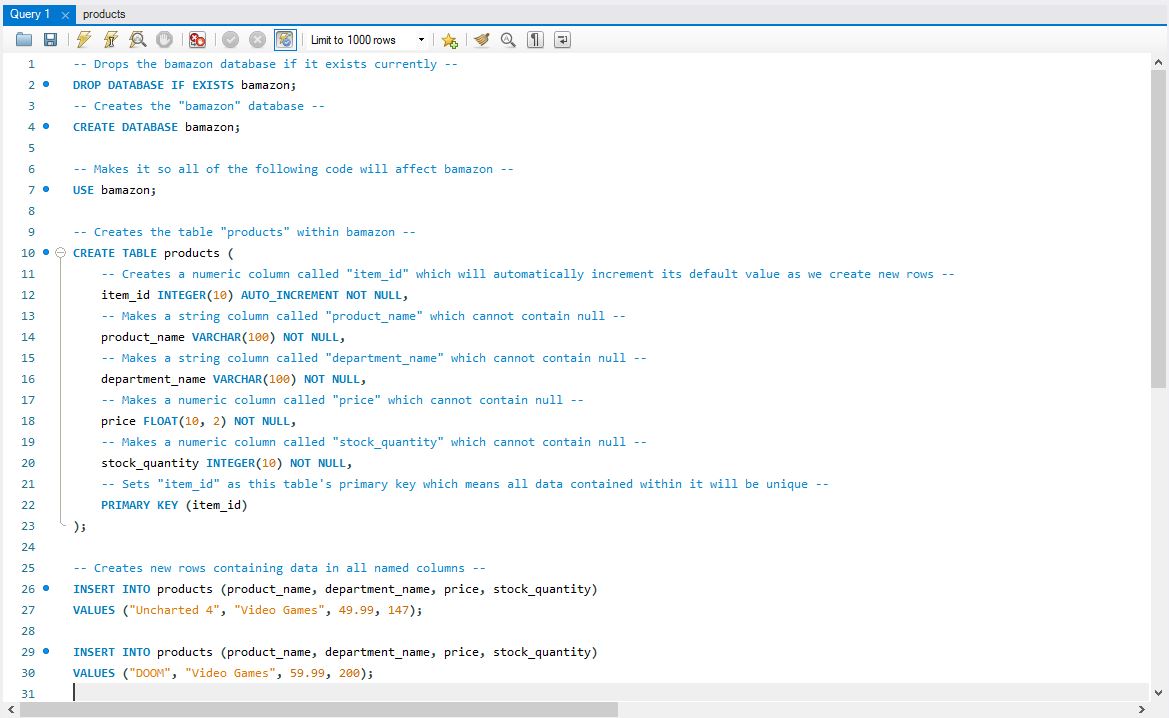 Query 1 products
Limit to 1000 rows
1 -- Drops the bamazon database if it exists currently --
2 DROP DATABASE IF EXISTS bamazon;
3 -- Creates the "bamazon" database --
4 CREATE DATABASE bamazon;
5
6 -- Makes it so all of the following code will affect bamazon --
7 USE bamazon;
8
9 -- Creates the table "products" within bamazon --
10 CREATE TABLE products (
11 -- Creates a numeric column called "item_id" which will automatically increment its default value as we create new rows --
12 item_id INTEGER(10) AUTO_INCREMENT NOT NULL,
13 -- Makes a string column called "product_name" which cannot contain null --
14 product_name VARCHAR(100) NOT NULL,
15 -- Makes a string column called "department_name" which cannot contain null --
16 department_name VARCHAR(100) NOT NULL,
17 -- Makes a numeric column called "price" which cannot contain null --
18 price FLOAT(10, 2) NOT NULL,
19 -- Makes a numeric column called "stock_quantity" which cannot contain null --
20 stock_quantity INTEGER(10) NOT NULL,
21 -- Sets "item_id" as this table's primary key which means all data contained within it will be unique --
22 PRIMARY KEY (item_id)
23 );
24
25 -- Creates new rows containing data in all named columns --
26 INSERT INTO products (product_name, department_name, price, stock_quantity)
27 VALUES ("Uncharted 4", "Video Games", 49.99, 147);
28
29 INSERT INTO products (product_name, department_name, price, stock_quantity)
30 VALUES ("DOOM", "Video Games", 59.99, 200);
31